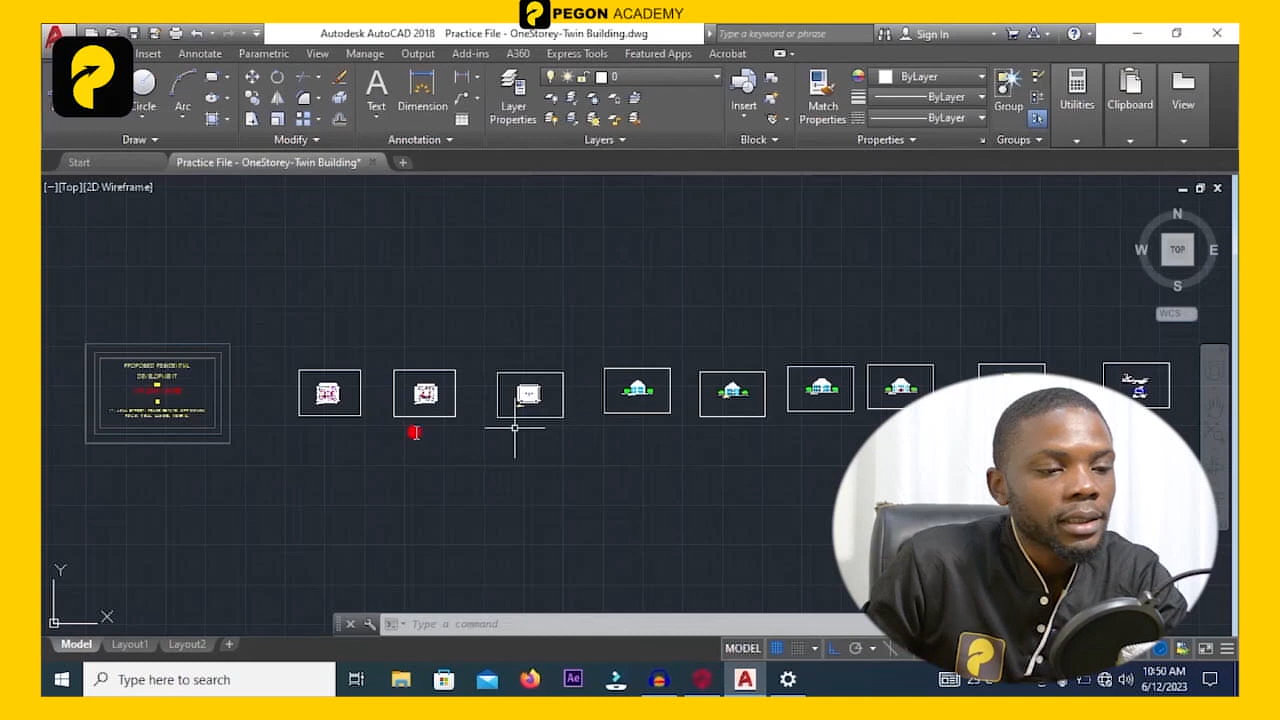 PEGON ACADEMY
Autodesk AutoCAD 2018 Practice File - OneStorey-Twin Building.dwg
Type a keyword or phrase
Sign In
Insert Annotate Parametric View Manage Output Add-ins A360 Express Tools Featured Apps Acrobat
0
ByLayer
ByLayer
ByLayer
Circle Arc Text Dimension Layer Properties Insert Match Properties Group Utilities Clipboard View
Draw Modify Annotation Layers Block Properties Groups
Start Practice File - OneStorey-Twin Building*
[−][Top][2D Wireframe]
N
W TOP E
S
WCS
PROPOSED RESIDENTIAL
DEVELOPMENT
Y
X
Type a command
Model Layout1 Layout2
MODEL
Type here to search
Ae
A
10:50 AM
6/12/2023